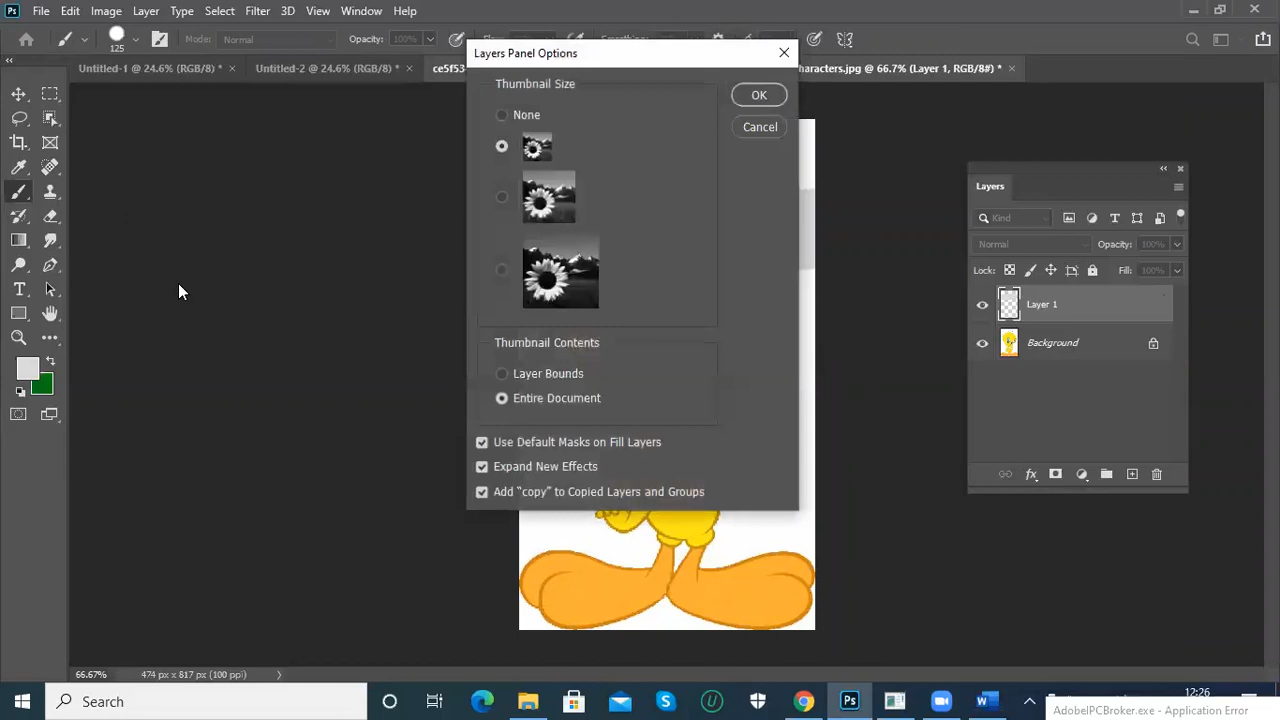 Ps File Edit Image Layer Type Select Filter 3D View Window Help
125 Mode: Normal Opacity: 100%
Untitled-1 @ 24.6% (RGB/8) * × Untitled-2 @ 24.6% (RGB/8) * × ce5f53 haracters.jpg @ 66.7% (Layer 1, RGB/8#) * ×
Layers Panel Options
Thumbnail Size
None
OK
Cancel
Thumbnail Contents
Layer Bounds
Entire Document
Use Default Masks on Fill Layers
Expand New Effects
Add “copy” to Copied Layers and Groups
Layers
Kind
Normal Opacity: 100%
Lock: Fill: 100%
Layer 1
Background
66.67% 474 px x 817 px (100 ppi)
Search
12:26
AdobeIPCBroker.exe - Application Error